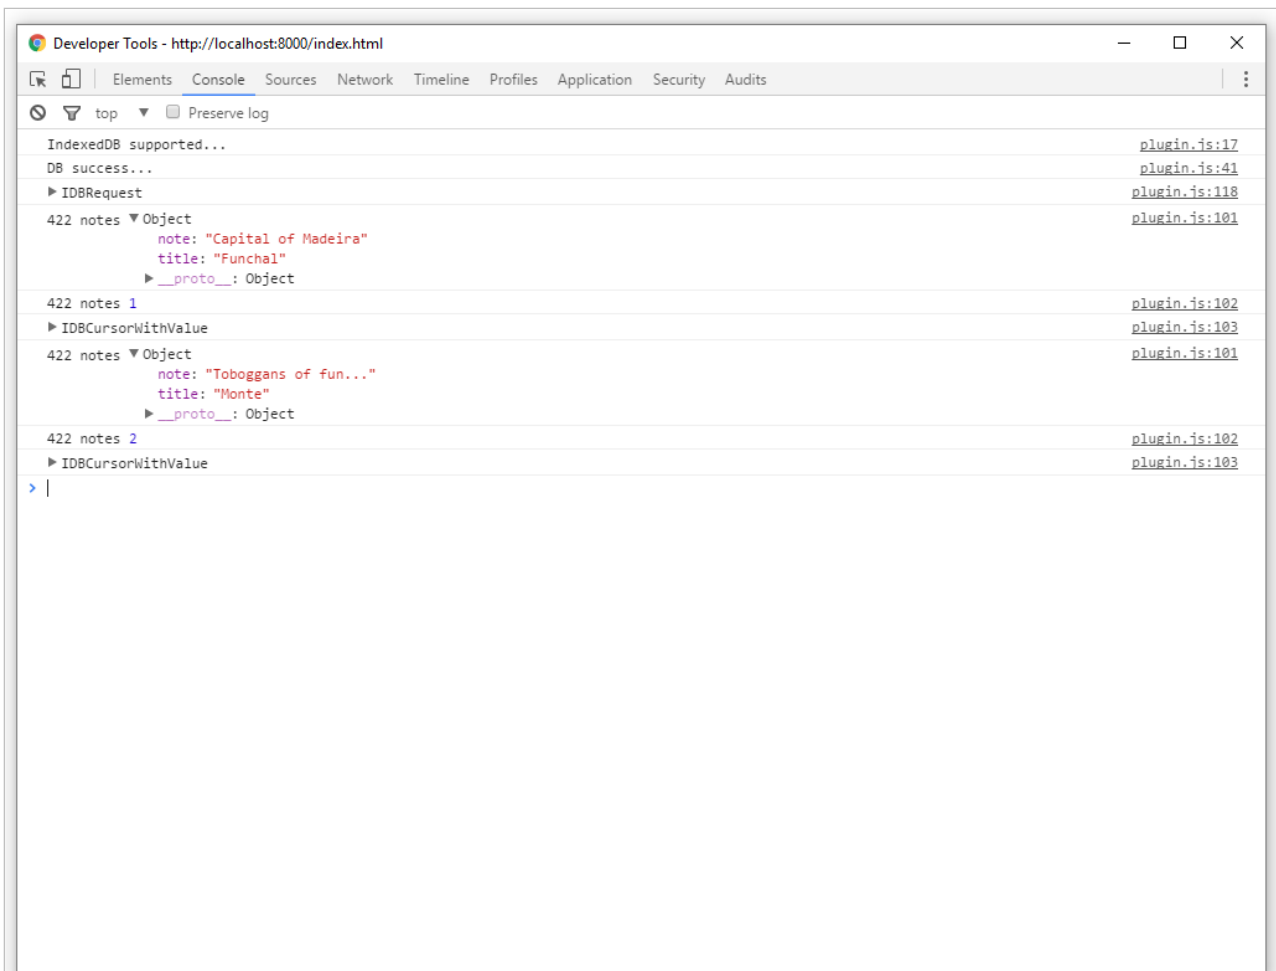 Developer Tools - http://localhost:8000/index.html
Elements Console Sources Network Timeline Profiles Application Security Audits
top Preserve log
IndexedDB supported... plugin.js:17
DB success... plugin.js:41
IDBRequest plugin.js:118
422 notes Object plugin.js:101
note: "Capital of Madeira"
title: "Funchal"
__proto__: Object
422 notes 1 plugin.js:102
IDBCursorWithValue plugin.js:103
422 notes Object plugin.js:101
note: "Toboggans of fun..."
title: "Monte"
__proto__: Object
422 notes 2 plugin.js:102
IDBCursorWithValue plugin.js:103